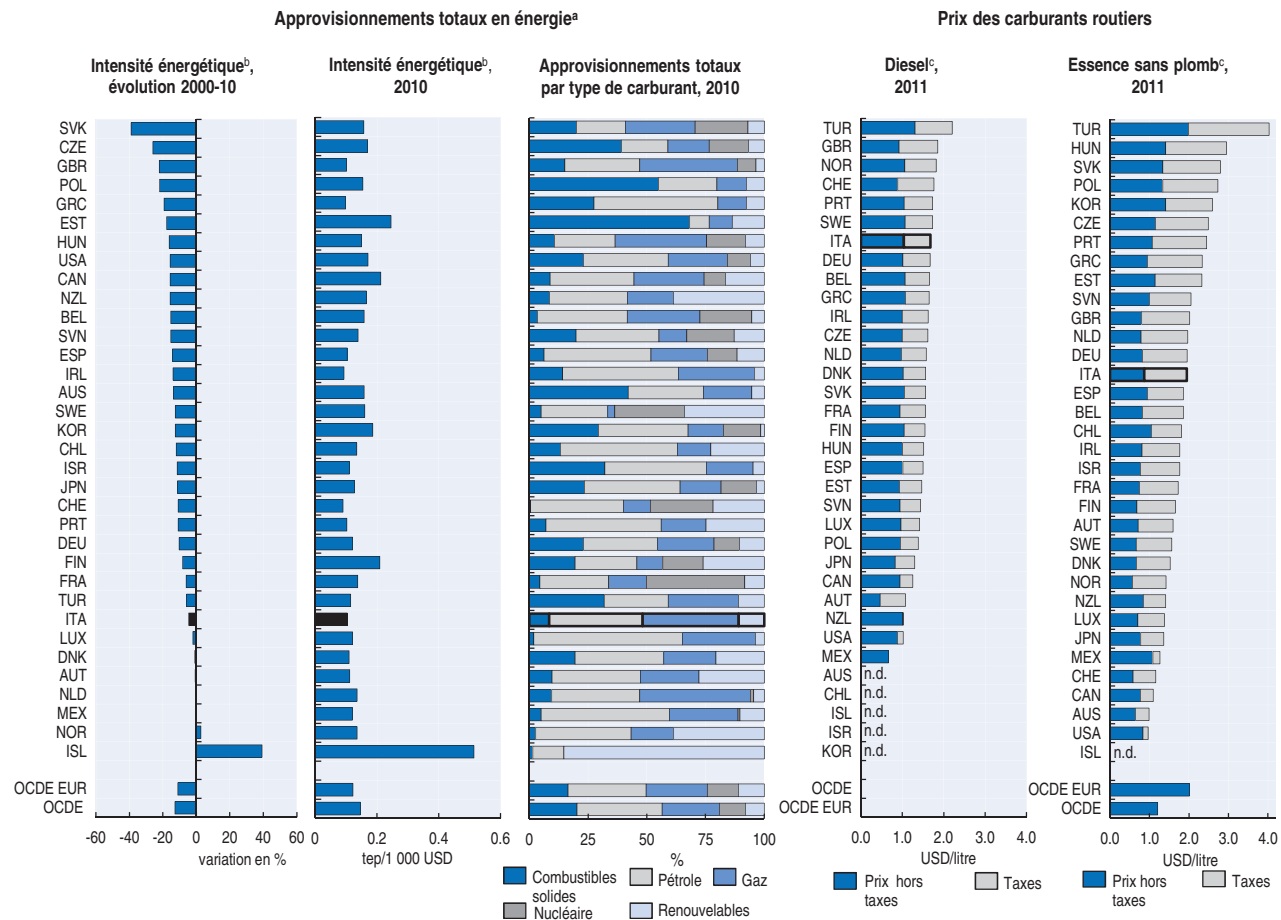 Approvisionnements totaux en énergieᵃ
Prix des carburants routiers
Intensité énergétiqueᵇ,
évolution 2000-10
Intensité énergétiqueᵇ,
2010
Approvisionnements totaux
par type de carburant, 2010
Dieselᶜ,
2011
Essence sans plombᶜ,
2011
SVK
CZE
GBR
POL
GRC
EST
HUN
USA
CAN
NZL
BEL
SVN
ESP
IRL
AUS
SWE
KOR
CHL
ISR
JPN
CHE
PRT
DEU
FIN
FRA
TUR
ITA
LUX
DNK
AUT
NLD
MEX
NOR
ISL
OCDE EUR
OCDE
-60 -40 -20 0 20 40 60
variation en %
0 0.2 0.4 0.6
tep/1 000 USD
0 25 50 75 100
%
Combustibles
solides
Pétrole
Gaz
Nucléaire
Renouvelables
TUR
GBR
NOR
CHE
PRT
SWE
ITA
DEU
BEL
GRC
IRL
CZE
NLD
DNK
SVK
FRA
FIN
HUN
ESP
EST
SVN
LUX
POL
JPN
CAN
AUT
NZL
USA
MEX
AUS n.d.
CHL n.d.
ISL n.d.
ISR n.d.
KOR n.d.
OCDE
OCDE EUR
0 1.0 2.0 3.0 4.0
USD/litre
Prix hors
taxes
Taxes
TUR
HUN
SVK
POL
KOR
CZE
PRT
GRC
EST
SVN
GBR
NLD
DEU
ITA
ESP
BEL
CHL
IRL
ISR
FRA
FIN
AUT
SWE
DNK
NOR
NZL
LUX
JPN
MEX
CHE
CAN
AUS
USA
ISL n.d.
OCDE EUR
OCDE
0.0 1.0 2.0 3.0 4.0
USD/litre
Prix hors
taxes
Taxes